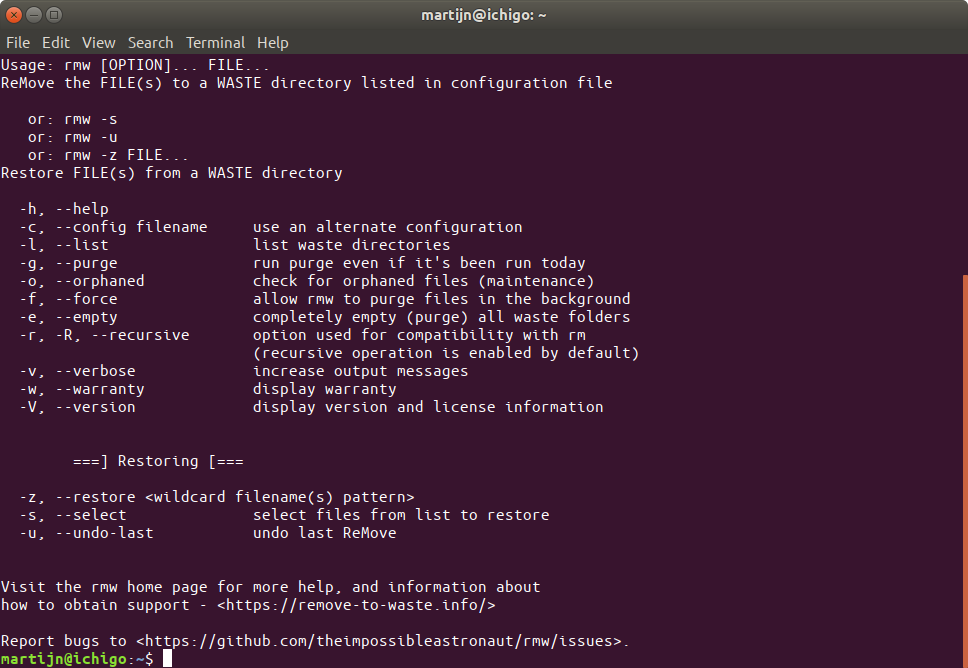 martijn@ichigo: ~
File Edit View Search Terminal Help
Usage: rmw [OPTION]... FILE...
ReMove the FILE(s) to a WASTE directory listed in configuration file
or: rmw -s
or: rmw -u
or: rmw -z FILE...
Restore FILE(s) from a WASTE directory
-h, --help
-c, --config filename     use an alternate configuration
-l, --list                list waste directories
-g, --purge               run purge even if it's been run today
-o, --orphaned            check for orphaned files (maintenance)
-f, --force               allow rmw to purge files in the background
-e, --empty               completely empty (purge) all waste folders
-r, -R, --recursive       option used for compatibility with rm
(recursive operation is enabled by default)
-v, --verbose             increase output messages
-w, --warranty            display warranty
-V, --version             display version and license information
===] Restoring [===
-z, --restore <wildcard filename(s) pattern>
-s, --select              select files from list to restore
-u, --undo-last           undo last ReMove
Visit the rmw home page for more help, and information about
how to obtain support - <https://remove-to-waste.info/>
Report bugs to <https://github.com/theimpossibleastronaut/rmw/issues>.
martijn@ichigo:~$